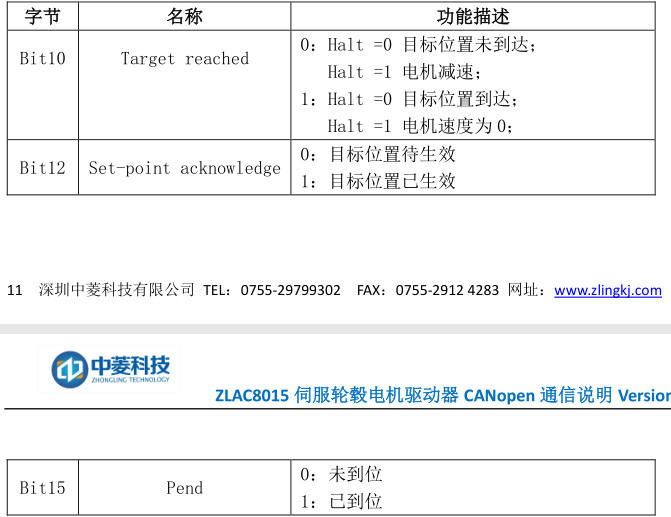 字节 名称 功能描述
Bit10 Target reached 0：Halt =0 目标位置未到达；
Halt =1 电机减速；
1：Halt =0 目标位置到达；
Halt =1 电机速度为 0；
Bit12 Set-point acknowledge 0：目标位置待生效
1：目标位置已生效
11 深圳中菱科技有限公司 TEL：0755-29799302 FAX：0755-2912 4283 网址：www.zlingkj.com
中菱科技
ZHONGLING TECHNOLOGY
ZLAC8015 伺服轮毂电机驱动器 CANopen 通信说明 Version
Bit15 Pend 0：未到位
1：已到位